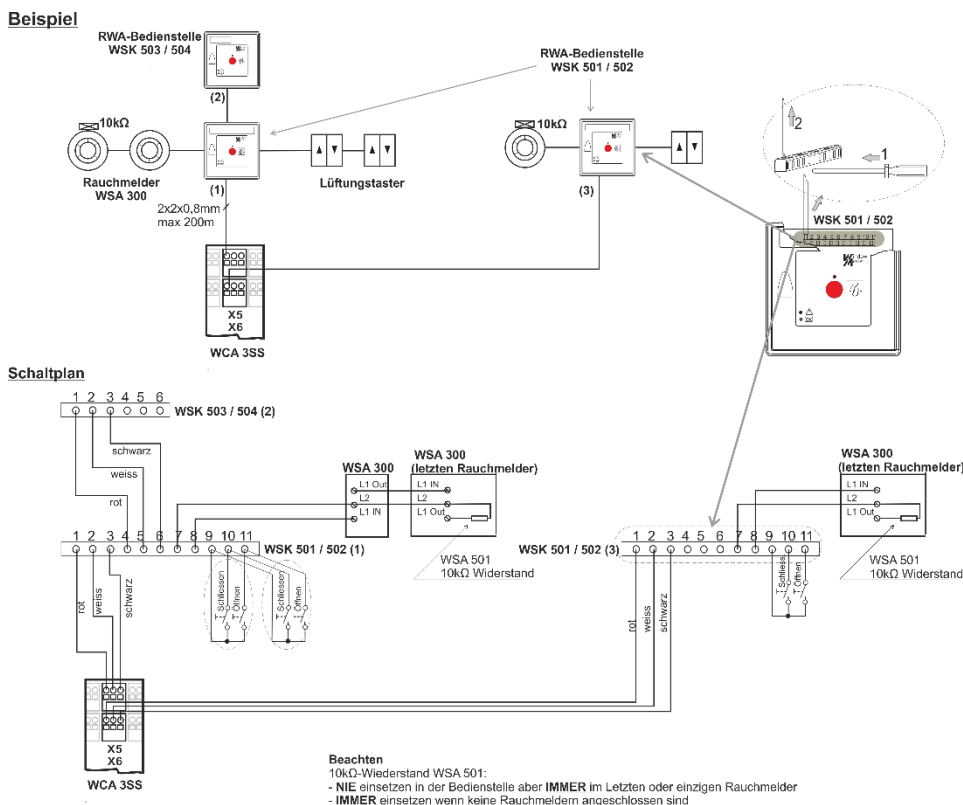 Beispiel
RWA-Bedienstelle
WSK 503 / 504
(2)
RWA-Bedienstelle
WSK 501 / 502
10kΩ
Rauchmelder
WSA 300
(1)
Lüftungstaster
2x2x0,8mm
max 200m
X5
X6
WCA 3SS
10kΩ
(3)
2
1
WSK 501 / 502
Schaltplan
1 2 3 4 5 6
WSK 503 / 504 (2)
schwarz
weiss
rot
WSA 300
L1 Out
L2
L1 IN
WSA 300
(letzten Rauchmelder)
L1 IN
L2
L1 Out
WSA 501
10kΩ Widerstand
1 2 3 4 5 6 7 8 9 10 11
WSK 501 / 502 (1)
rot
weiss
schwarz
Schliessen
Öffnen
Schliessen
Öffnen
X5
X6
WCA 3SS
WSA 300
(letzten Rauchmelder)
L1 IN
L2
L1 Out
WSA 501
10kΩ Widerstand
WSK 501 / 502 (3)
1 2 3 4 5 6 7 8 9 10 11
rot
weiss
schwarz
Schliess.
Öffnen
Beachten
10kΩ-Wiederstand WSA 501:
- NIE einsetzen in der Bedienstelle aber IMMER im Letzten oder einzigen Rauchmelder
- IMMER einsetzen wenn keine Rauchmeldern angeschlossen sind